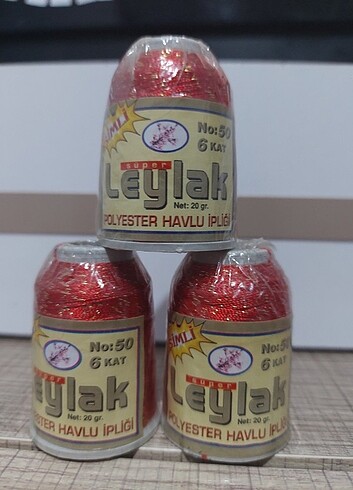 SİMLİ
No:50
6 KAT
super
Leylak
Net: 20 gr.
POLYESTER HAVLU İPLİĞİ
No:50
6 KAT
super
Leylak
Net: 20 gr.
POLYESTER HAVLU İPLİĞİ
SİMLİ
No:50
6 KAT
super
Leylak
Net: 20 gr.
POLYESTER HAVLU İPLİĞİ